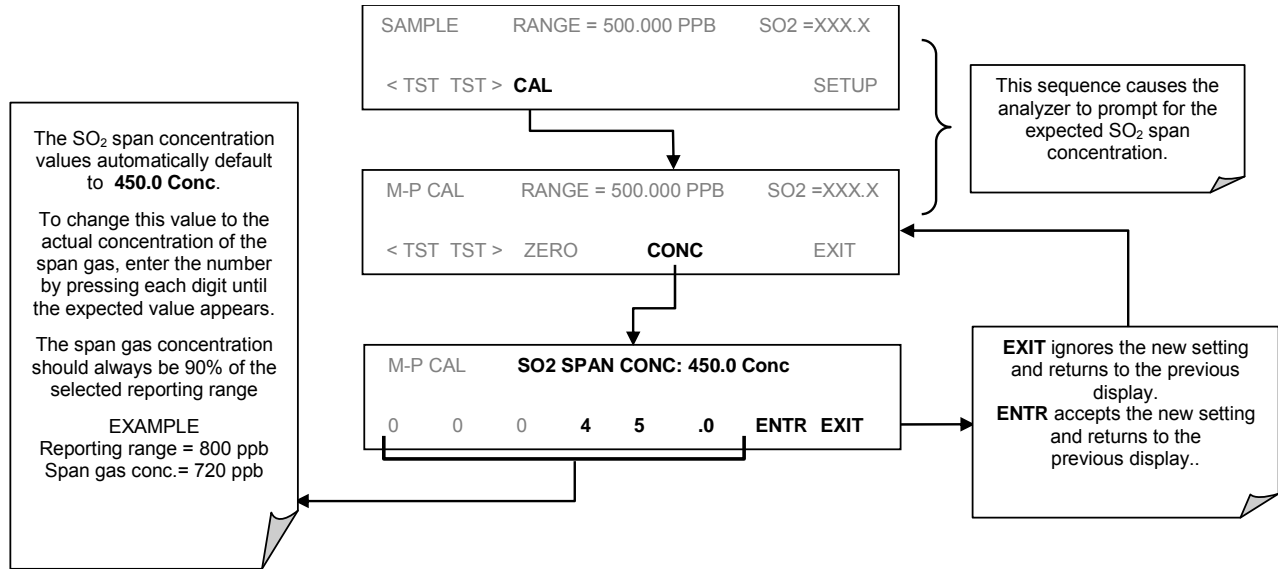 SAMPLE RANGE = 500.000 PPB SO2 =XXX.X
< TST TST > CAL SETUP
This sequence causes the
analyzer to prompt for the
expected SO₂ span
concentration.
The SO₂ span concentration
values automatically default
to 450.0 Conc.
To change this value to the
actual concentration of the
span gas, enter the number
by pressing each digit until
the expected value appears.
The span gas concentration
should always be 90% of the
selected reporting range
EXAMPLE
Reporting range = 800 ppb
Span gas conc.= 720 ppb
M-P CAL RANGE = 500.000 PPB SO2 =XXX.X
< TST TST > ZERO CONC EXIT
M-P CAL SO2 SPAN CONC: 450.0 Conc
0 0 0 4 5 .0 ENTR EXIT
EXIT ignores the new setting
and returns to the previous
display.
ENTR accepts the new setting
and returns to the
previous display..